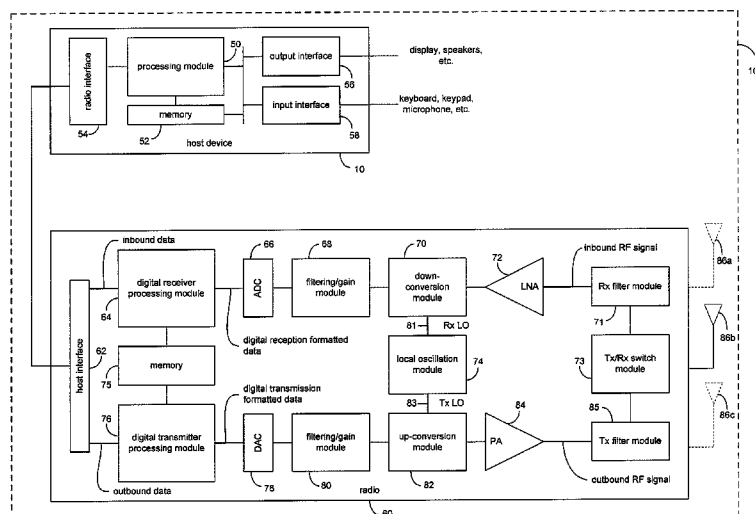 50
processing module
output interface
display, speakers,
etc.
56
radio interface
54
memory
52
input interface
58
keyboard, keypad,
microphone, etc.
host device
10
10
inbound data
66
68
70
72
inbound RF signal
86a
digital receiver
processing module
64
ADC
filtering/gain
module
down-
conversion
module
LNA
Rx filter module
71
81
Rx LO
86b
host interface
62
digital reception formatted
data
memory
75
local oscillation
module
74
73
Tx/Rx switch
module
digital transmission
formatted data
83
Tx LO
84
85
86c
76
digital transmitter
processing module
DAC
78
filtering/gain
module
80
up-conversion
module
82
PA
Tx filter module
outbound data
radio
outbound RF signal
60